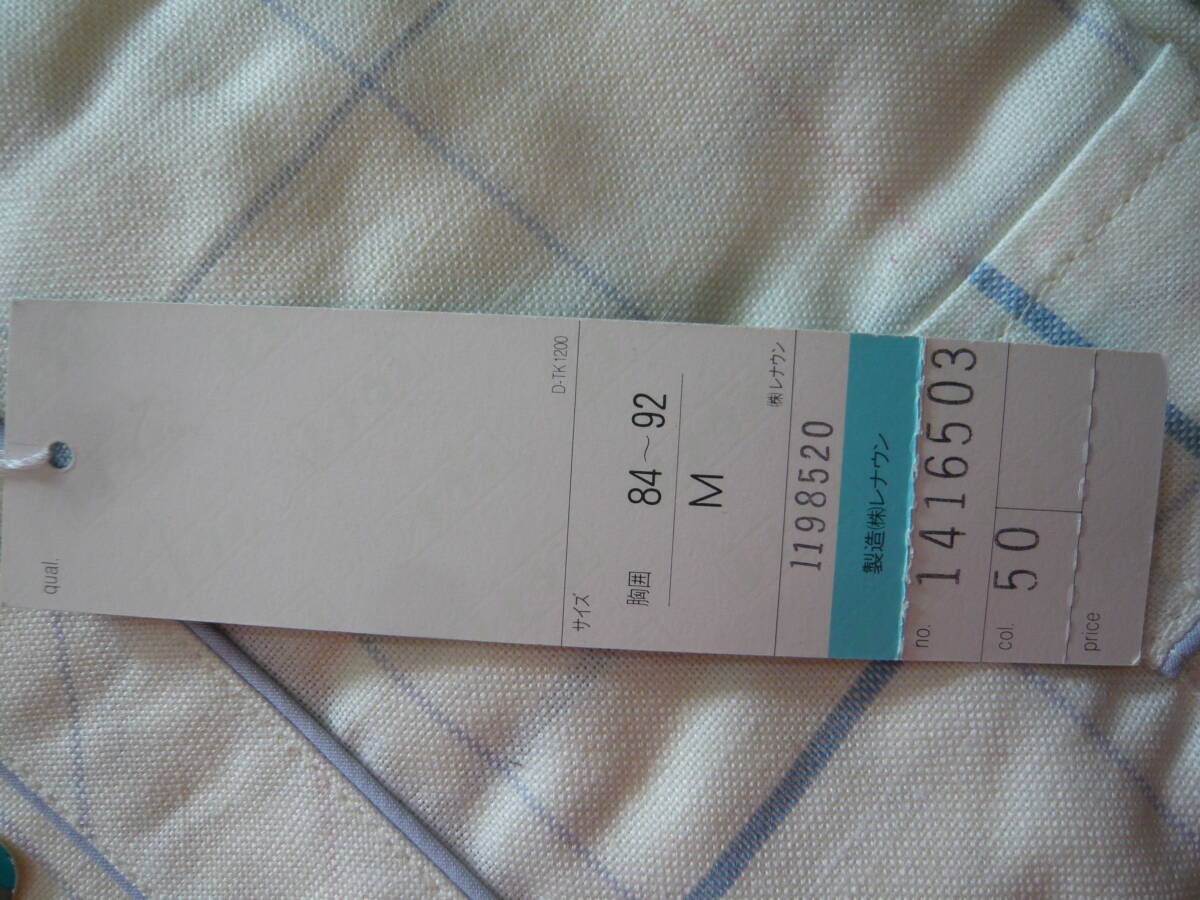 qual.
D-TK1200
サイズ
胸囲 84～92
M
㈱レナウン
1198520
製造㈱レナウン
no. 1416503
col. 50
price